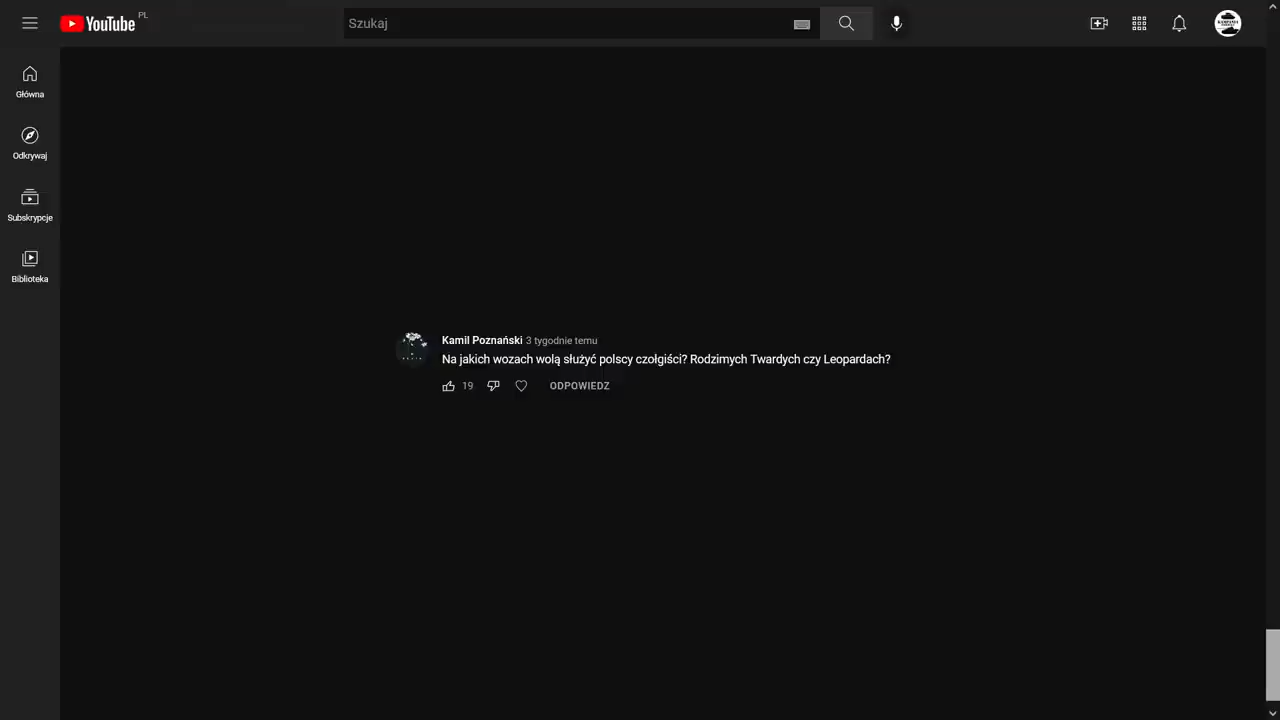 YouTube PL
Szukaj
Główna
Odkrywaj
Subskrypcje
Biblioteka
Kamil Poznański 3 tygodnie temu
Na jakich wozach wolą służyć polscy czołgiści? Rodzimych Twardych czy Leopardach?
19 ODPOWIEDZ